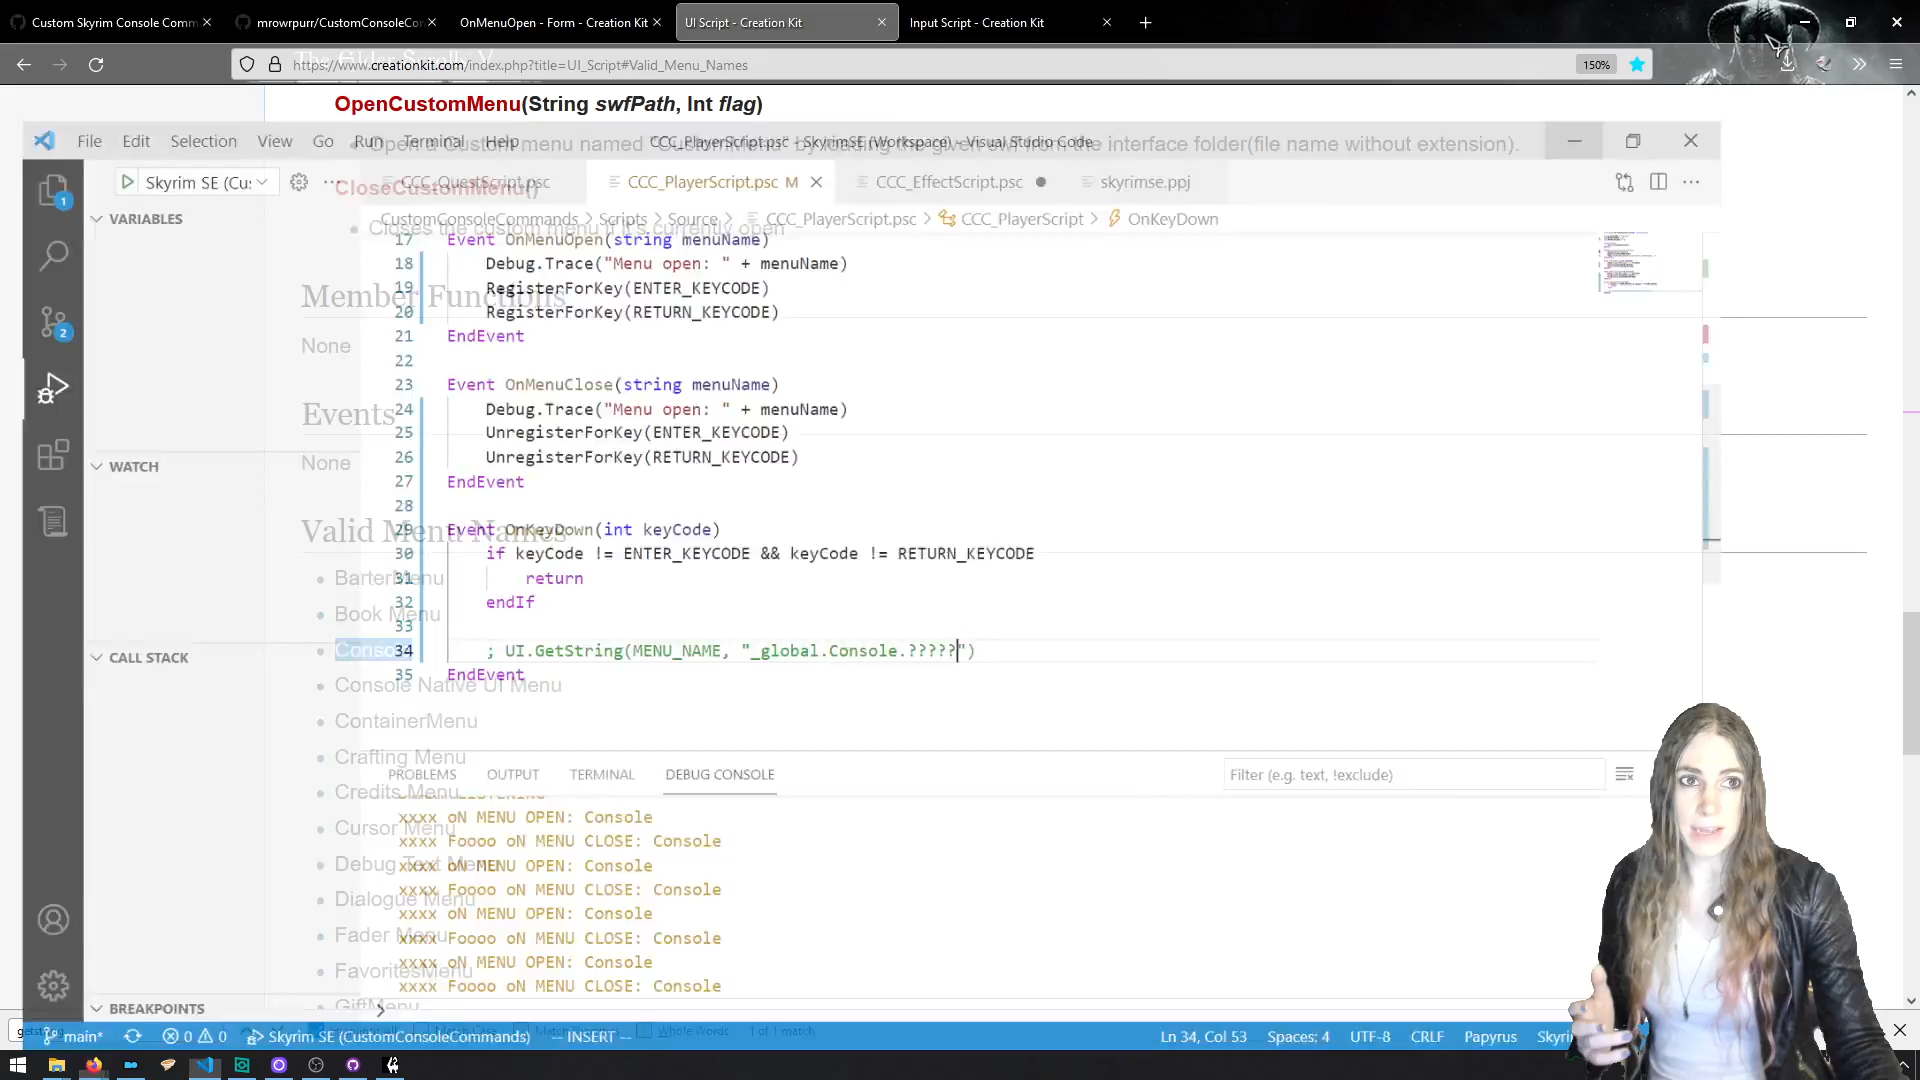 Custom Skyrim Console Comm
mrowrpurr/CustomConsoleCo
OnMenuOpen - Form - Creation Kit
UI Script - Creation Kit
Input Script - Creation Kit
https://www.creationkit.com/index.php?title=UI_Script#Valid_Menu_Names
150%
OpenCustomMenu(String swfPath, Int flag)
Open a Custom menu named "CustomMenu" by loading the given swf from the interface folder(file name without extension).
CloseCustomMenu()
Closes the custom menu if it's currently open
Member Functions
None
Events
None
Valid Menu Names
BarterMenu
Book Menu
Console
Console Native UI Menu
ContainerMenu
Crafting Menu
Credits Menu
Cursor Menu
Debug Text Menu
Dialogue Menu
Fader Menu
FavoritesMenu
GiftMenu
File Edit Selection View Go Run Terminal Help
CCC_PlayerScript.psc - SkyrimSE (Workspace) - Visual Studio Code
Skyrim SE (Cu:
CCC_QuestScript.psc
CCC_PlayerScript.psc M
CCC_EffectScript.psc
skyrimse.ppj
CustomConsoleCommands > Scripts > Source > CCC_PlayerScript.psc > CCC_PlayerScript > OnKeyDown
VARIABLES
WATCH
CALL STACK
BREAKPOINTS
1
2
17 Event OnMenuOpen(string menuName)
18 Debug.Trace("Menu open: " + menuName)
19 RegisterForKey(ENTER_KEYCODE)
20 RegisterForKey(RETURN_KEYCODE)
21 EndEvent
22
23 Event OnMenuClose(string menuName)
24 Debug.Trace("Menu open: " + menuName)
25 UnregisterForKey(ENTER_KEYCODE)
26 UnregisterForKey(RETURN_KEYCODE)
27 EndEvent
28
29 Event OnKeyDown(int keyCode)
30 if keyCode != ENTER_KEYCODE && keyCode != RETURN_KEYCODE
31 return
32 endIf
33
34 ; UI.GetString(MENU_NAME, "_global.Console.?????")
35 EndEvent
PROBLEMS OUTPUT TERMINAL DEBUG CONSOLE
Filter (e.g. text, !exclude)
xxxx oN MENU OPEN: Console
xxxx Foooo oN MENU CLOSE: Console
xxxx oN MENU OPEN: Console
xxxx Foooo oN MENU CLOSE: Console
xxxx oN MENU OPEN: Console
xxxx Foooo oN MENU CLOSE: Console
xxxx oN MENU OPEN: Console
xxxx Foooo oN MENU CLOSE: Console
main*
0 0
Skyrim SE (CustomConsoleCommands)
-- INSERT --
Whole Words
1 of 1 match
Ln 34, Col 53
Spaces: 4
UTF-8
CRLF
Papyrus